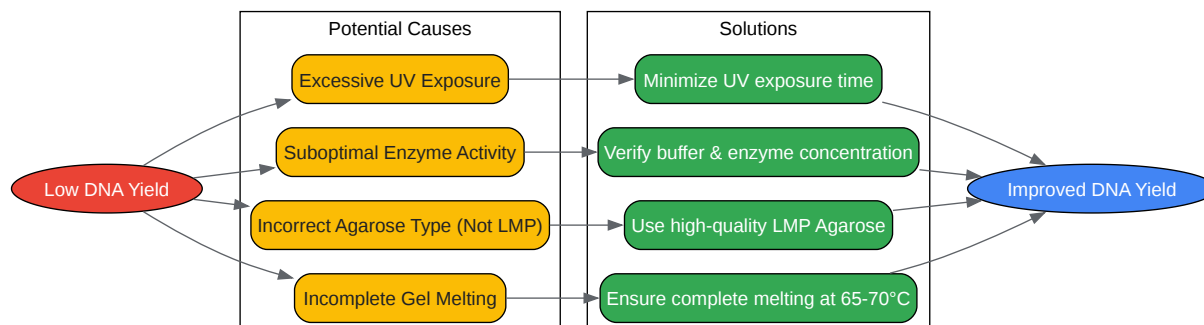 Potential Causes
Solutions
Excessive UV Exposure
Minimize UV exposure time
Suboptimal Enzyme Activity
Verify buffer & enzyme concentration
Low DNA Yield
Improved DNA Yield
Incorrect Agarose Type (Not LMP)
Use high-quality LMP Agarose
Incomplete Gel Melting
Ensure complete melting at 65-70°C